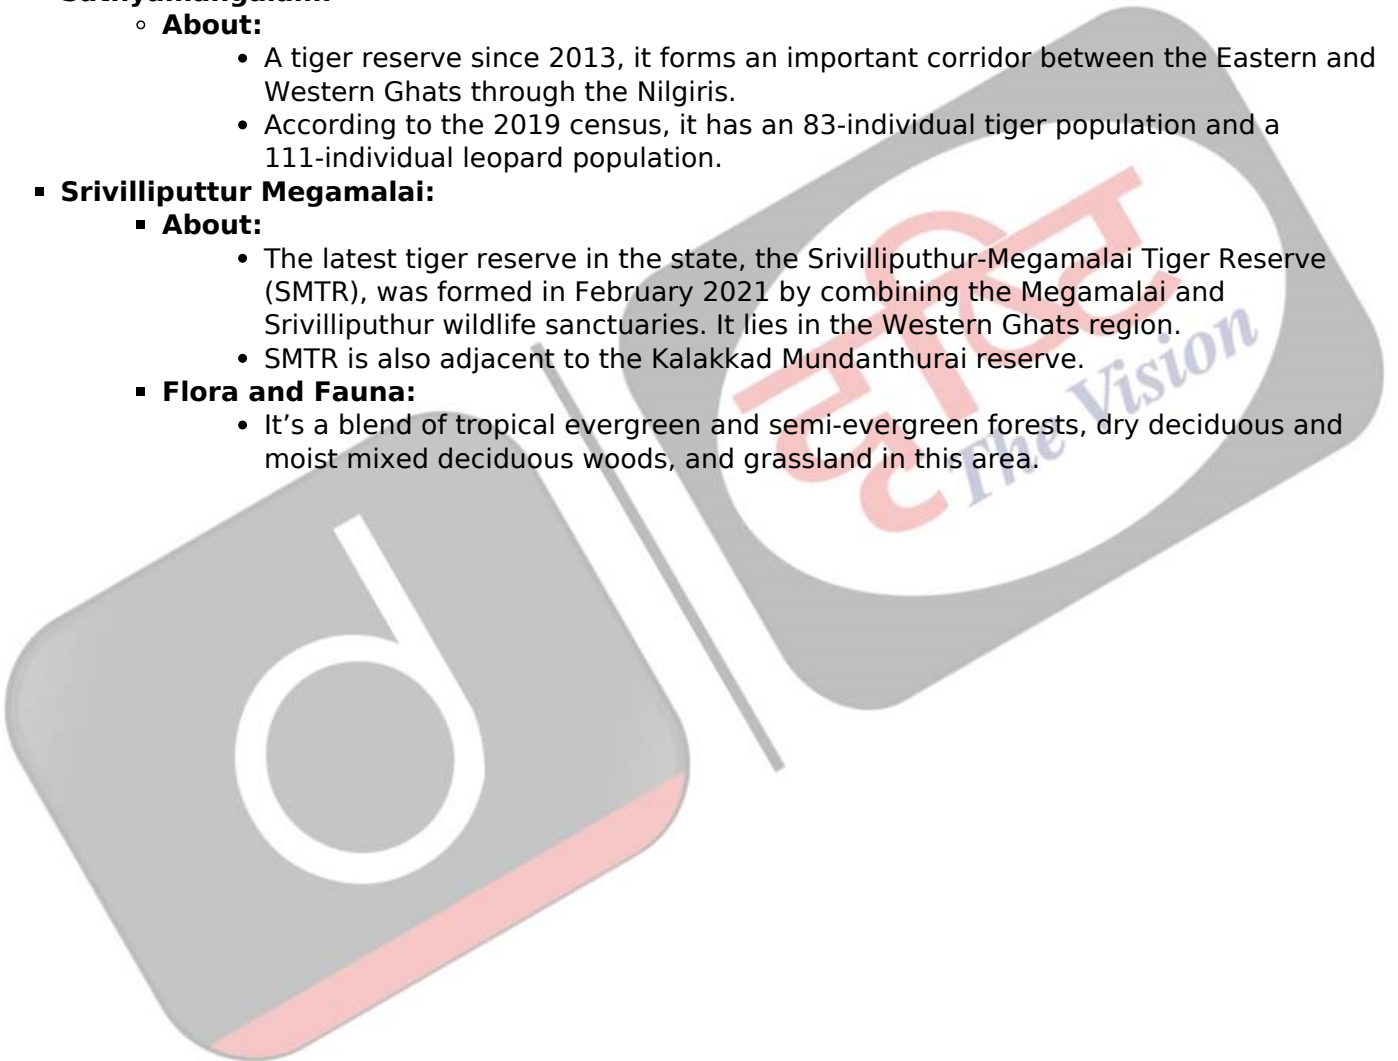 ◦ About:
• A tiger reserve since 2013, it forms an important corridor between the Eastern and
Western Ghats through the Nilgiris.
• According to the 2019 census, it has an 83-individual tiger population and a
111-individual leopard population.
▪ Srivilliputtur Megamalai:
▪ About:
• The latest tiger reserve in the state, the Srivilliputhur-Megamalai Tiger Reserve
(SMTR), was formed in February 2021 by combining the Megamalai and
Srivilliputhur wildlife sanctuaries. It lies in the Western Ghats region.
• SMTR is also adjacent to the Kalakkad Mundanthurai reserve.
▪ Flora and Fauna:
• It’s a blend of tropical evergreen and semi-evergreen forests, dry deciduous and
moist mixed deciduous woods, and grassland in this area.
दृष्टि
The Vision
d